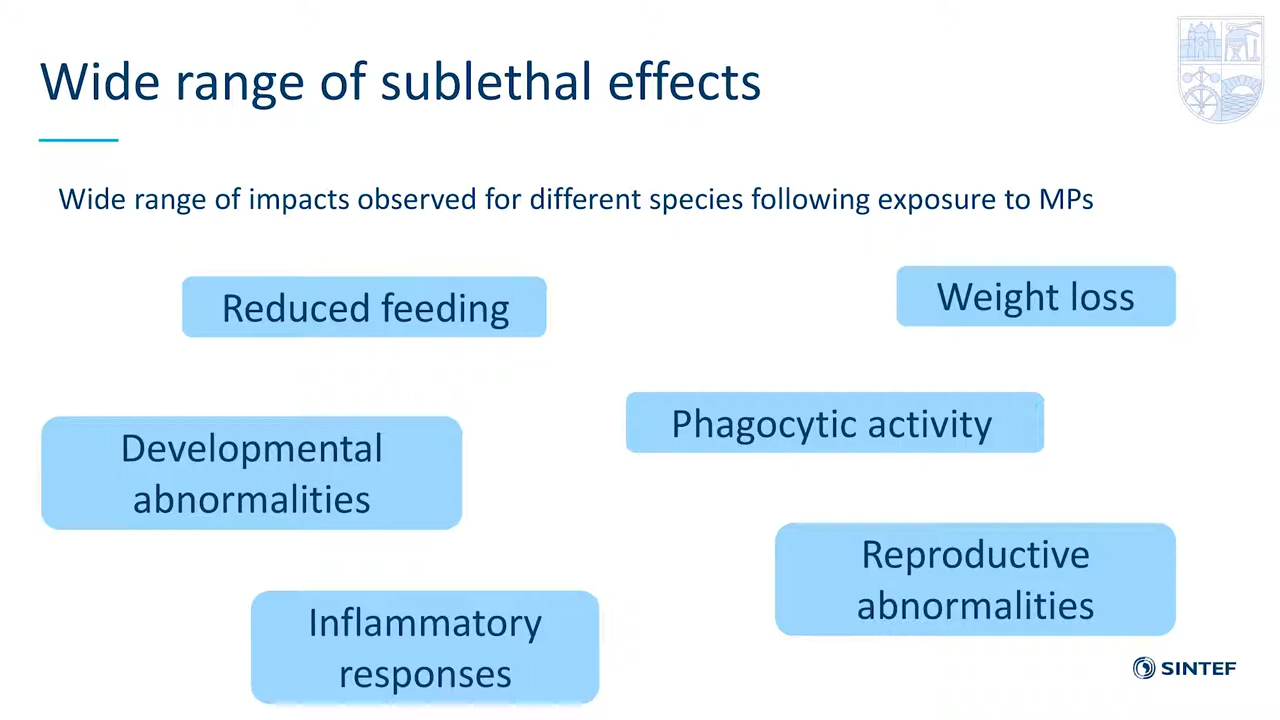 Wide range of sublethal effects
Wide range of impacts observed for different species following exposure to MPs
Reduced feeding
Weight loss
Phagocytic activity
Developmental
abnormalities
Reproductive
abnormalities
Inflammatory
responses
SINTEF